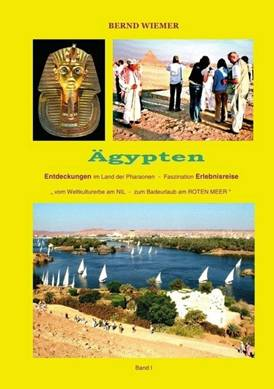 BERND WIEMER
Ägypten
Entdeckungen im Land der Pharaonen - Faszination Erlebnisreise
„ vom Weltkulturerbe am NIL - zum Badeurlaub am ROTEN MEER "
Band I